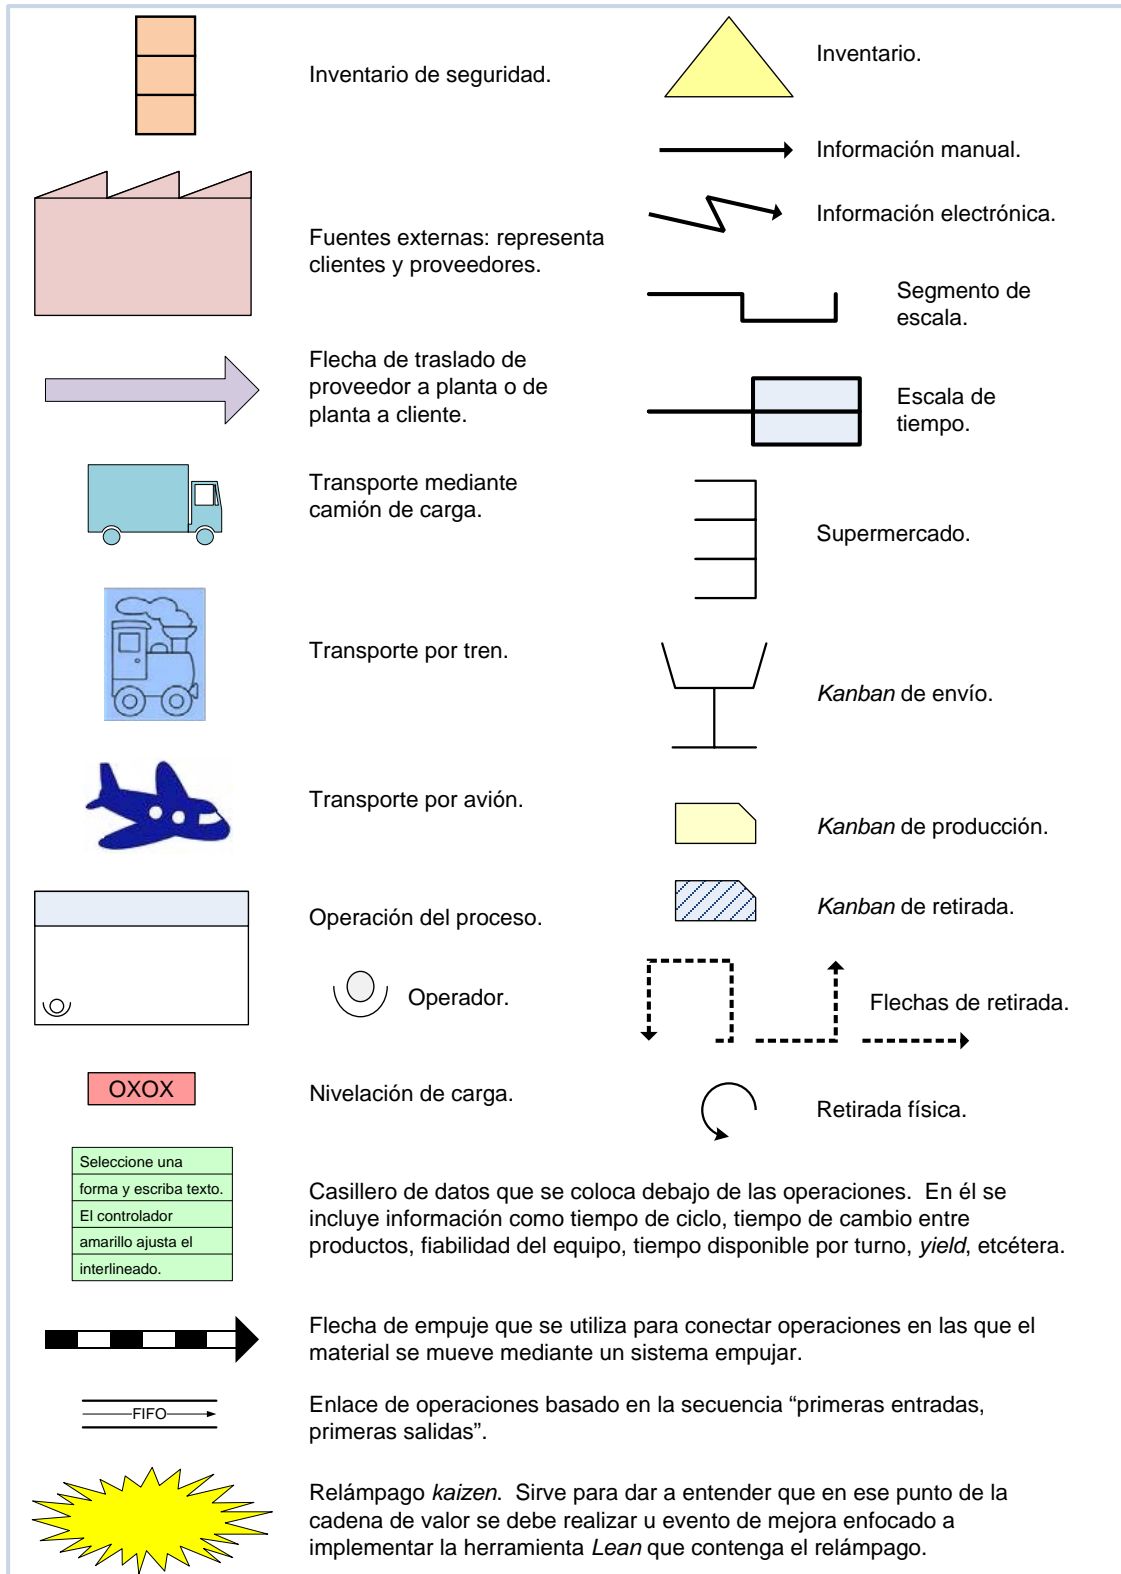 Inventario de seguridad.
Inventario.
Información manual.
Información electrónica.
Fuentes externas: representa
clientes y proveedores.
Segmento de
escala.
Flecha de traslado de
proveedor a planta o de
planta a cliente.
Escala de
tiempo.
Transporte mediante
camión de carga.
Supermercado.
Transporte por tren.
Kanban de envío.
Transporte por avión.
Kanban de producción.
Operación del proceso.
Kanban de retirada.
Operador.
Flechas de retirada.
OXOX
Nivelación de carga.
Retirada física.
Seleccione una
forma y escriba texto.
El controlador
amarillo ajusta el
interlineado.
Casillero de datos que se coloca debajo de las operaciones.  En él se
incluye información como tiempo de ciclo, tiempo de cambio entre
productos, fiabilidad del equipo, tiempo disponible por turno, yield, etcétera.
Flecha de empuje que se utiliza para conectar operaciones en las que el
material se mueve mediante un sistema empujar.
FIFO
Enlace de operaciones basado en la secuencia “primeras entradas,
primeras salidas”.
Relámpago kaizen.  Sirve para dar a entender que en ese punto de la
cadena de valor se debe realizar u evento de mejora enfocado a
implementar la herramienta Lean que contenga el relámpago.